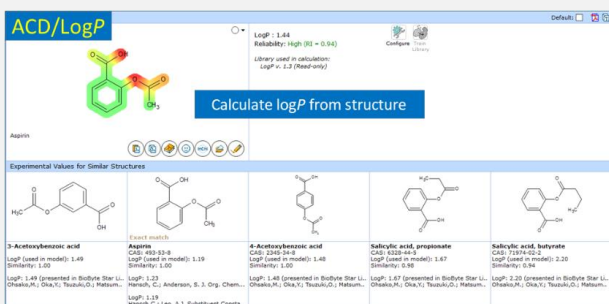 ACD/LogP
Default:
LogP : 1.44
Reliability: High (RI = 0.94)
Library used in calculation:
LogP v. 1.3 (Read-only)
Configure
Train
Library
Calculate logP from structure
Aspirin
Experimental Values for Similar Structures
Exact match
3-Acetoxybenzoic acid
LogP (used in model): 1.49
Similarity: 1.00
LogP: 1.49 (presented in BioByte Star Li...
Ohsako,M.; Oka,Y.; Tsuzuki,O.; Matsum...
Aspirin
CAS: 493-53-8
LogP (used in model): 1.19
Similarity: 1.00
LogP: 1.23
Hansch, C.; Anderson, S. J. Org. Chem...
LogP: 1.19
4-Acetoxybenzoic acid
CAS: 2345-34-8
LogP (used in model): 1.48
Similarity: 1.00
LogP: 1.48 (presented in BioByte Star Li...
Ohsako,M.; Oka,Y.; Tsuzuki,O.; Matsum...
Salicylic acid, propionate
CAS: 6328-44-5
LogP (used in model): 1.67
Similarity: 0.98
LogP: 1.67 (presented in BioByte Star Li...
Ohsako,M.; Oka,Y.; Tsuzuki,O.; Matsum...
Salicylic acid, butyrate
CAS: 71974-02-2
LogP (used in model): 2.20
Similarity: 0.94
LogP: 2.20 (presented in BioByte Star Li...
Ohsako,M.; Oka,Y.; Tsuzuki,O.; Matsum...